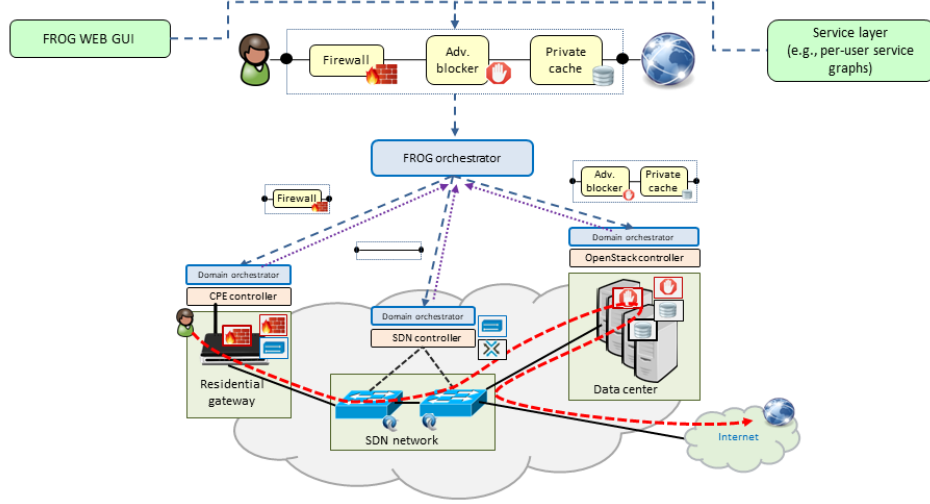 FROG WEB GUI
Firewall
Adv.
blocker
Private
cache
Service layer
(e.g., per-user service
graphs)
FROG orchestrator
Firewall
Adv.
blocker
Private
cache
Domain orchestrator
OpenStack controller
Domain orchestrator
CPE controller
Domain orchestrator
SDN controller
Residential
gateway
Data center
SDN network
Internet